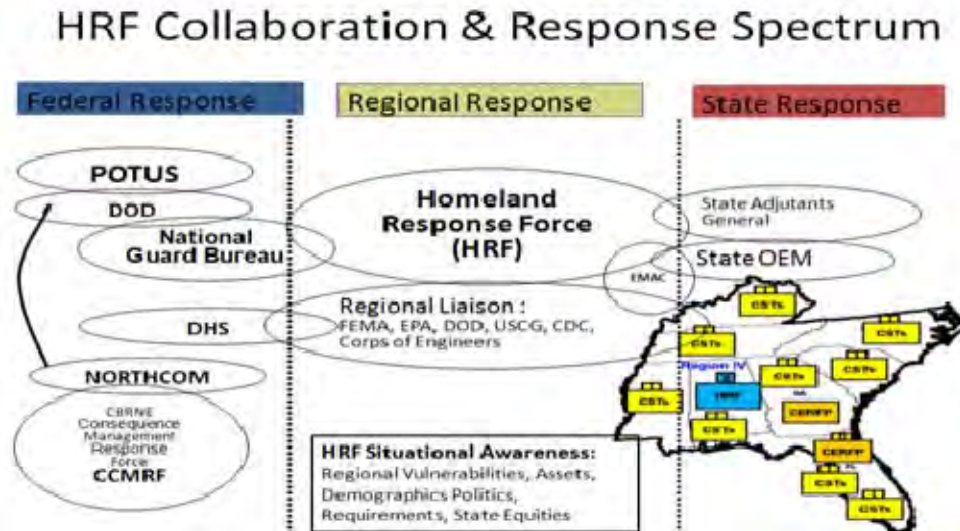 HRF Collaboration & Response Spectrum
Federal Response
Regional Response
State Response
POTUS
DOD
National
Guard Bureau
DHS
NORTHCOM
CBRNE
Consequence
Management
Response
Force
CCMRF
Homeland
Response Force
(HRF)
EMAC
Regional Liaison :
FEMA, EPA, DOD, USCG, CDC,
Corps of Engineers
HRF Situational Awareness:
Regional Vulnerabilities, Assets,
Demographics Politics,
Requirements, State Equities
State Adjutants
General
State OEM
CSTs
CSTs
CSTs
Region IV
CSTs
CSTs
HRF
CSTs
CERFP
CSTs
CERFP
CSTs
CSTs